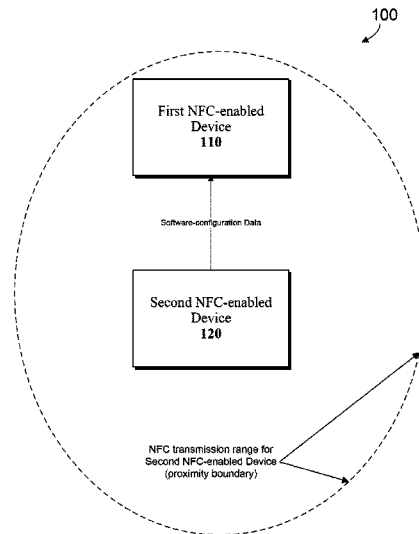 100
First NFC-enabled
Device
110
Software-configuration Data
Second NFC-enabled
Device
120
NFC transmission range for
Second NFC-enabled Device
(proximity boundary)